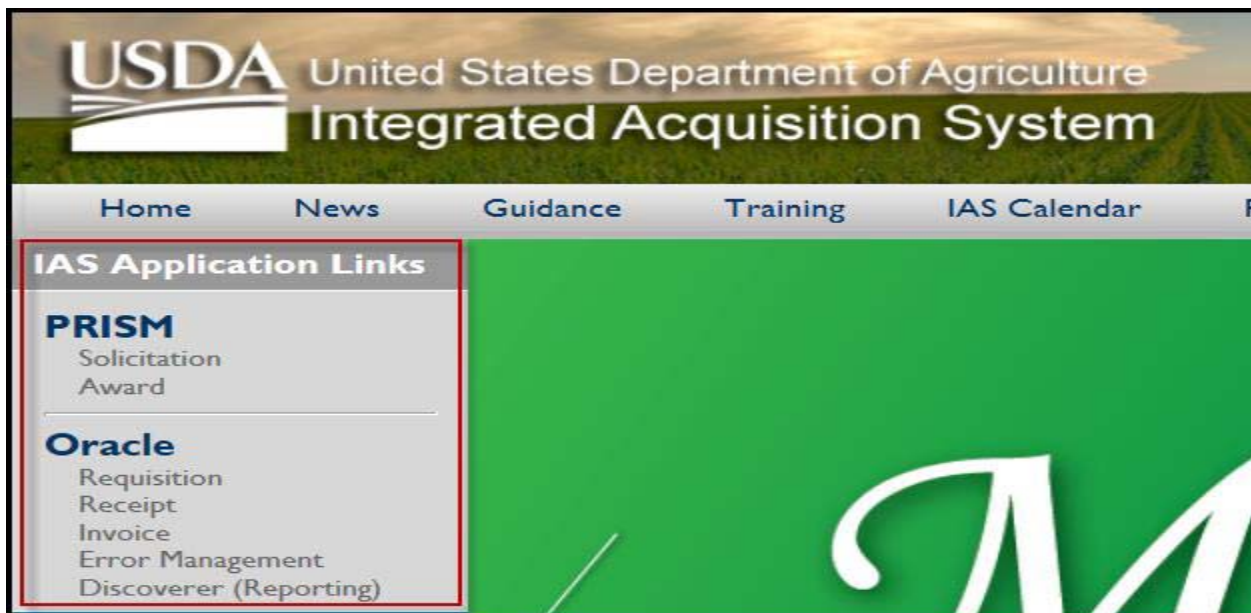 USDA United States Department of Agriculture
Integrated Acquisition System
Home News Guidance Training IAS Calendar
IAS Application Links
PRISM
Solicitation
Award
Oracle
Requisition
Receipt
Invoice
Error Management
Discoverer (Reporting)
M